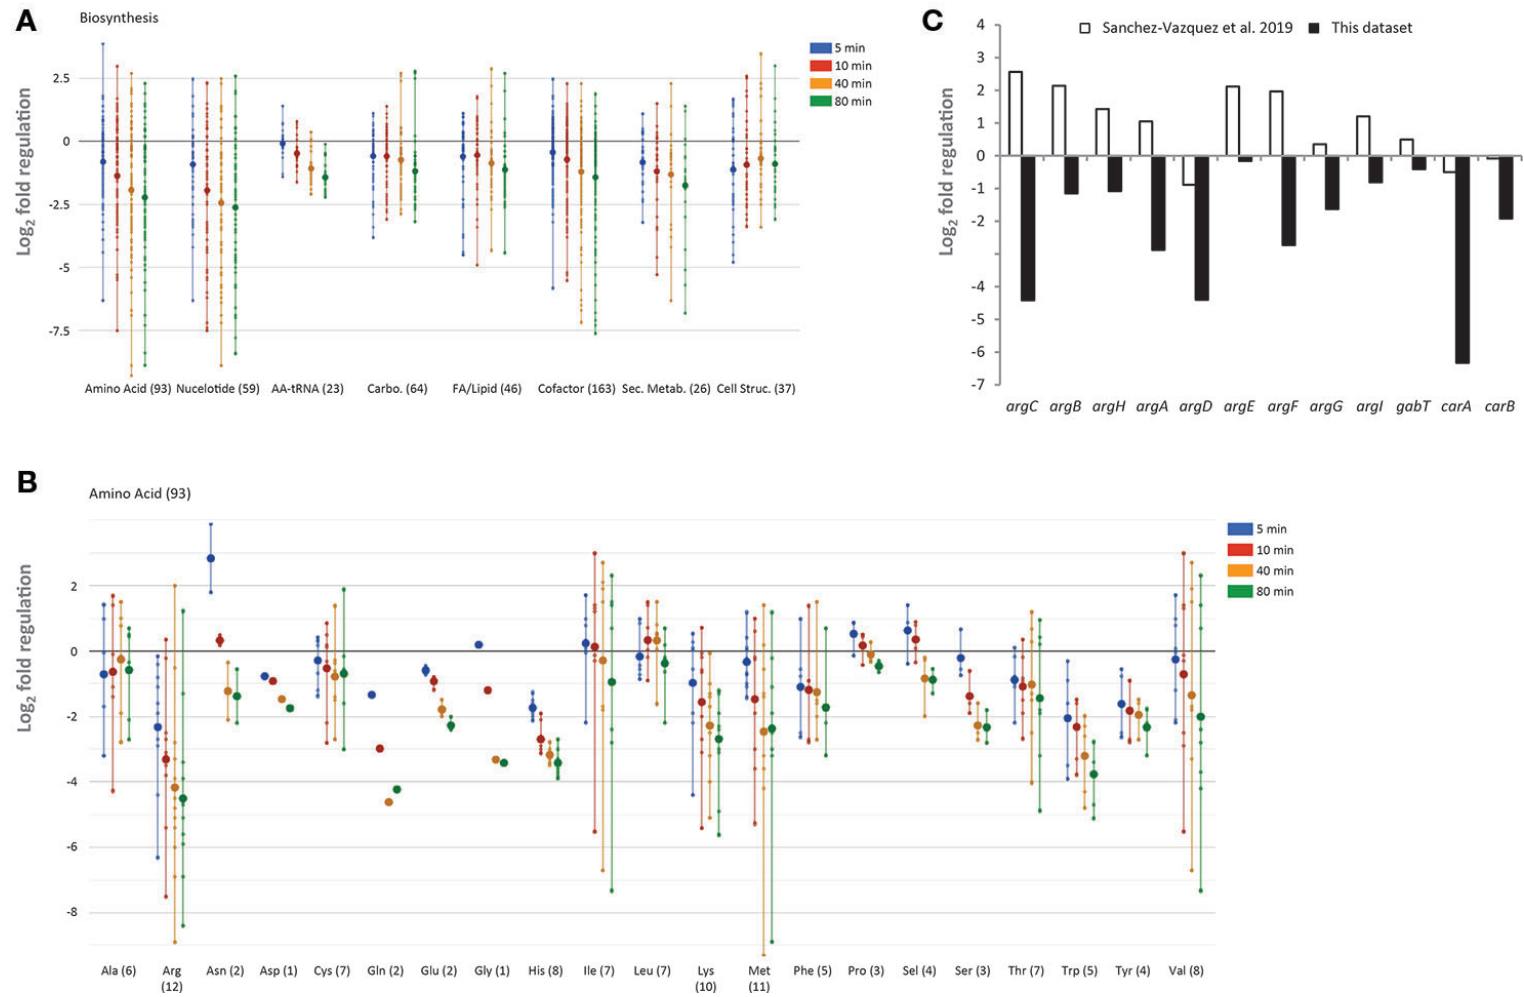 A
Biosynthesis
5 min
10 min
40 min
80 min
Log2 fold regulation
2.5
0
-2.5
-5
-7.5
Amino Acid (93) Nucelotide (59) AA-tRNA (23) Carbo. (64) FA/Lipid (46) Cofactor (163) Sec. Metab. (26) Cell Struc. (37)
C
Sanchez-Vazquez et al. 2019 This dataset
Log2 fold regulation
4
3
2
1
0
-1
-2
-4
-5
-6
-7
argC argB argH argA argD argE argF argG argI gabT carA carB
B
Amino Acid (93)
5 min
10 min
40 min
80 min
Log2 fold regulation
2
0
-2
-4
-6
-8
Ala (6) Arg (12) Asn (2) Asp (1) Cys (7) Gln (2) Glu (2) Gly (1) His (8) Ile (7) Leu (7) Lys (10) Met (11) Phe (5) Pro (3) Sel (4) Ser (3) Thr (7) Trp (5) Tyr (4) Val (8)